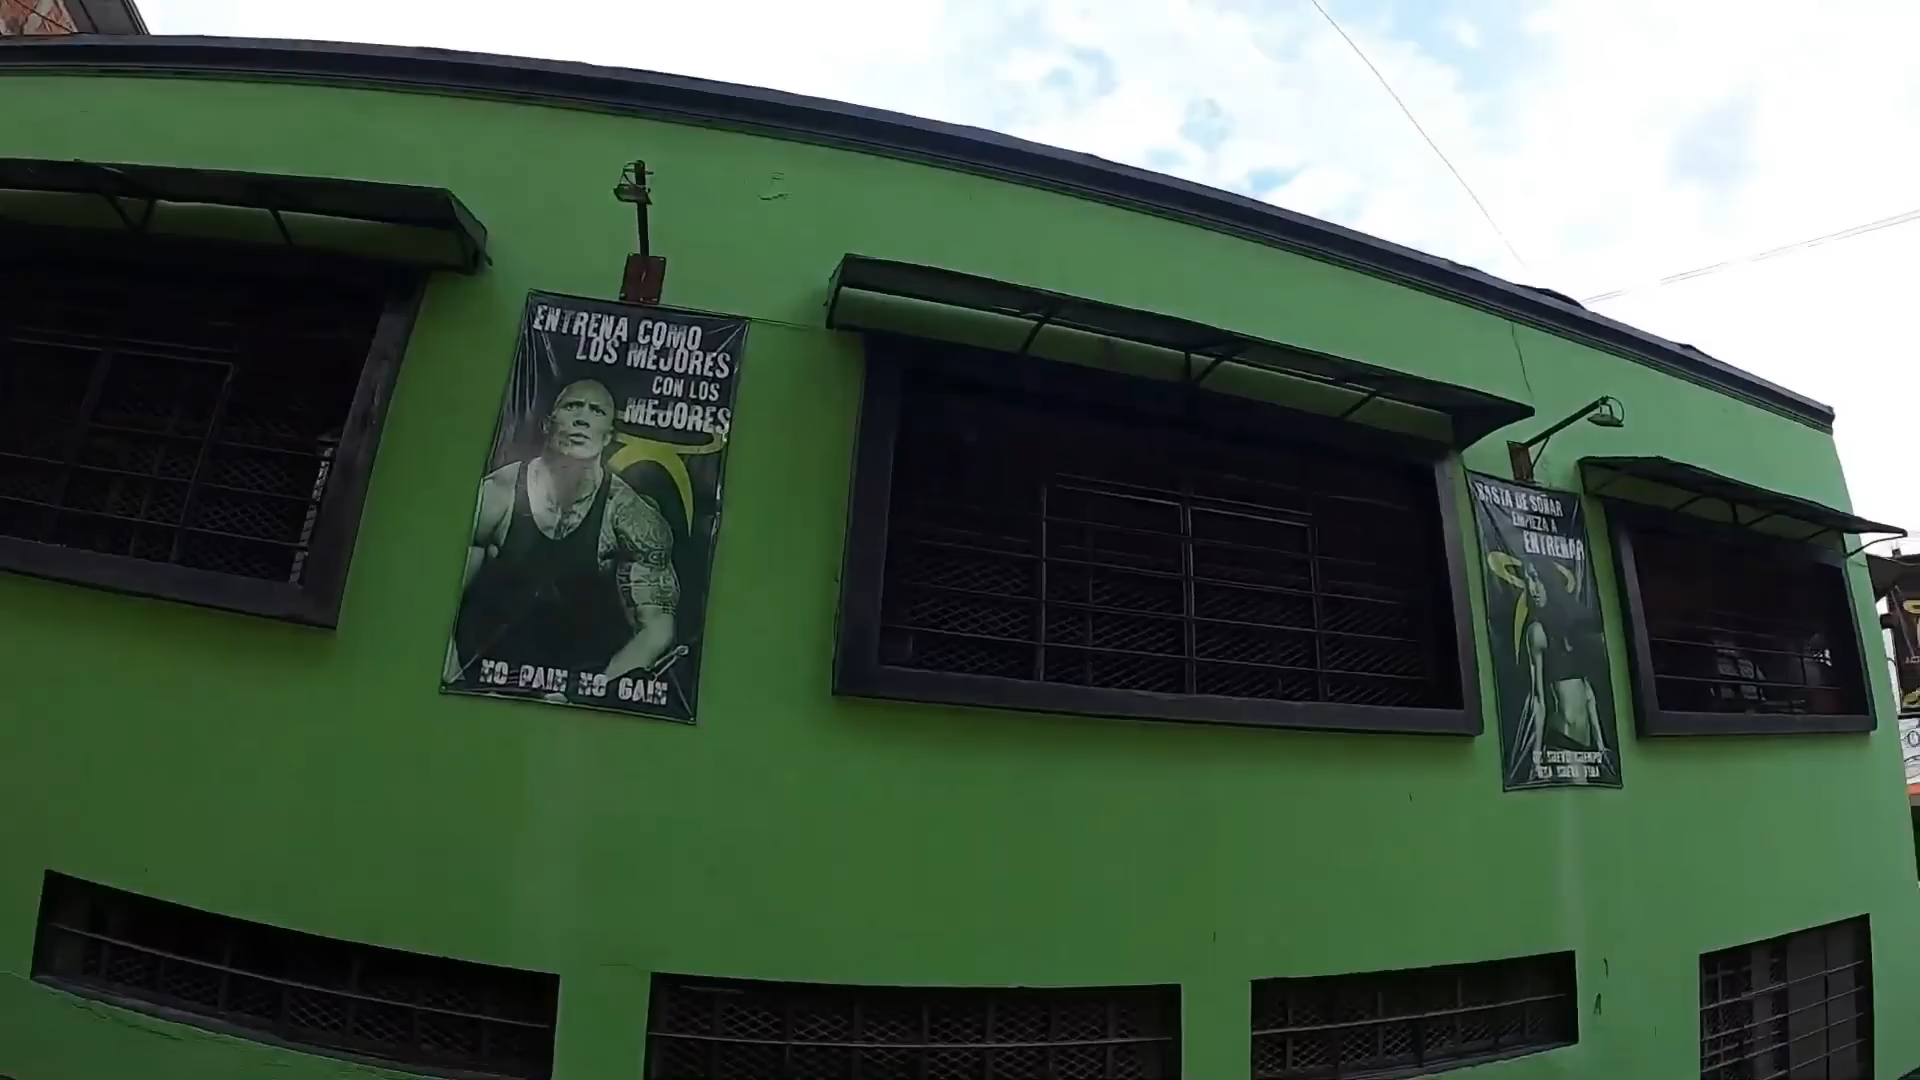 ENTRENA COMO
LOS MEJORES
CON LOS
MEJORES
NO PAIN NO GAIN
BASTA DE SOÑAR
EMPIEZA A
ENTRENAR